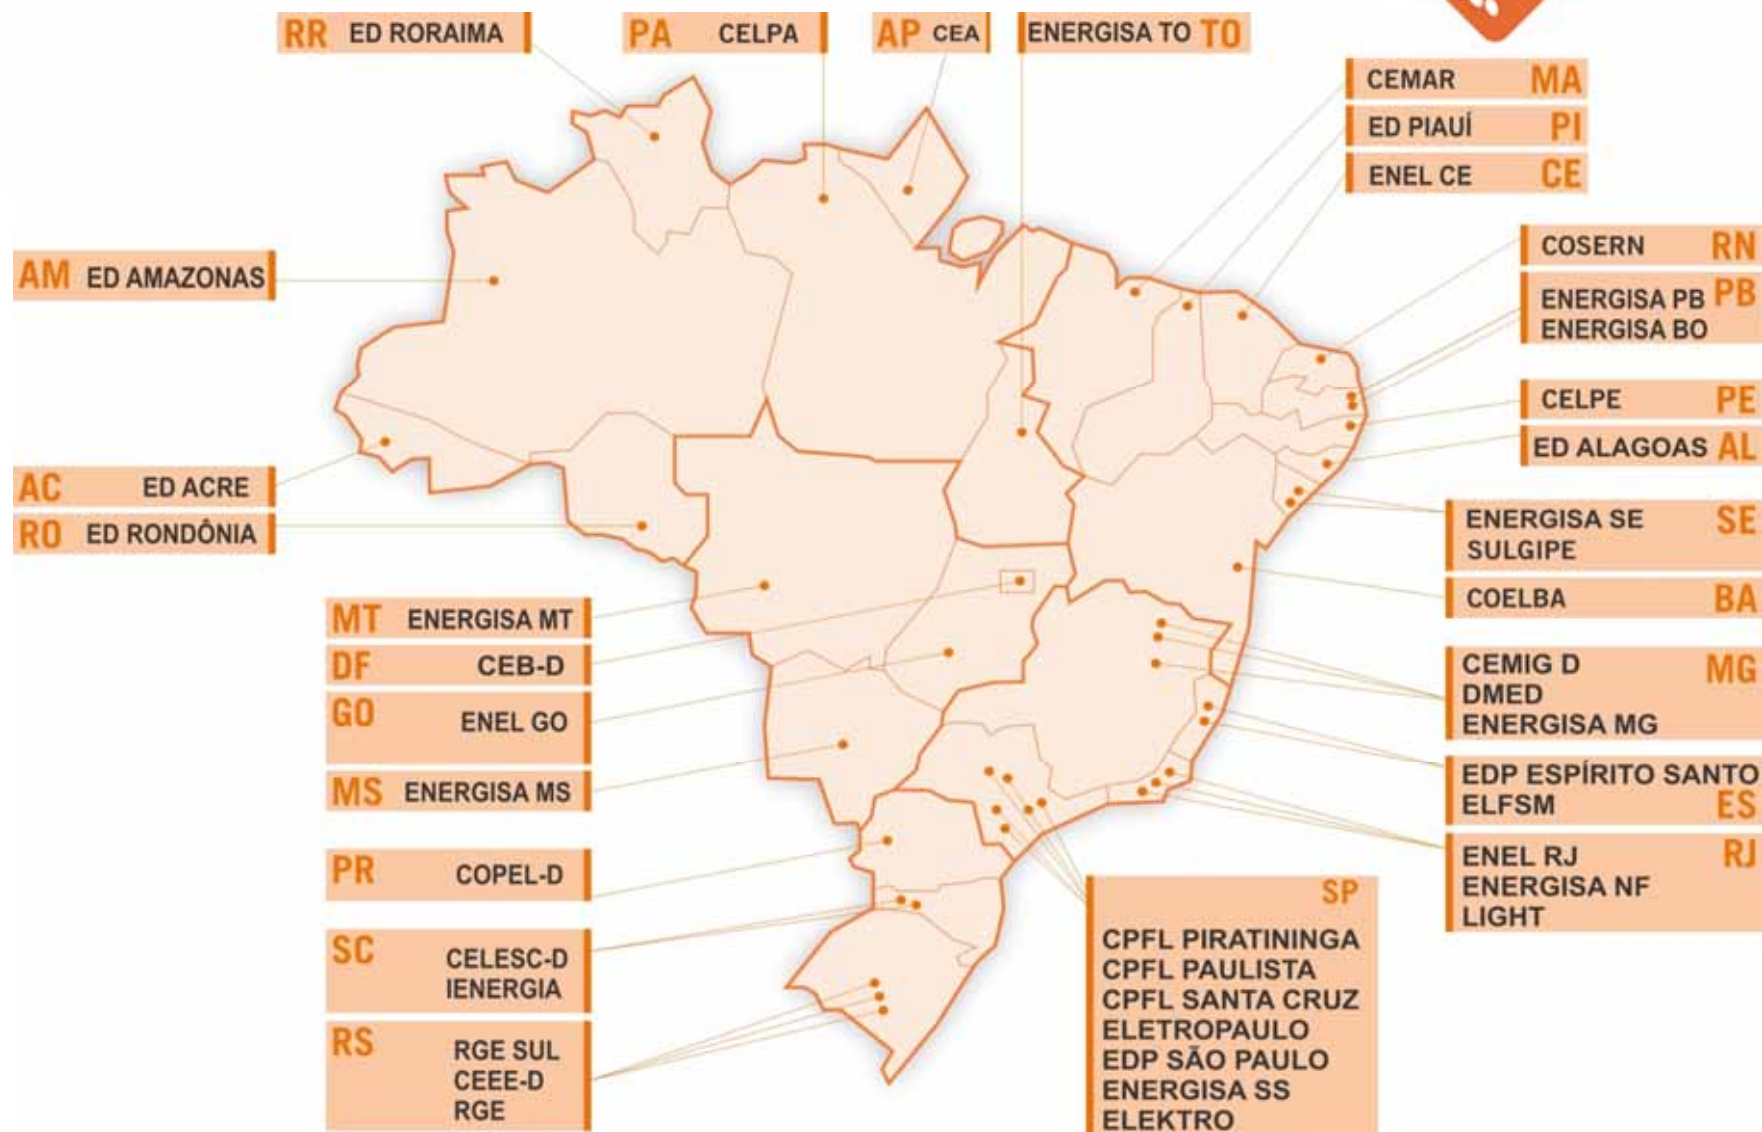 RR ED RORAIMA
PA CELPA
AP CEA
ENERGISA TO TO
CEMAR MA
ED PIAUÍ PI
ENEL CE CE
COSERN RN
ENERGISA PB PB
ENERGISA BO
CELPE PE
ED ALAGOAS AL
AM ED AMAZONAS
AC ED ACRE
RO ED RONDÔNIA
ENERGISA SE SE
SULGIPE
COELBA BA
MT ENERGISA MT
DF CEB-D
GO ENEL GO
MS ENERGISA MS
CEMIG D MG
DMED
ENERGISA MG
EDP ESPÍRITO SANTO
ELFSM ES
ENEL RJ RJ
ENERGISA NF
LIGHT
PR COPEL-D
SC CELESC-D
IENERGIA
RS RGE SUL
CEEE-D
RGE
SP
CPFL PIRATININGA
CPFL PAULISTA
CPFL SANTA CRUZ
ELETROPAULO
EDP SÃO PAULO
ENERGISA SS
ELEKTRO